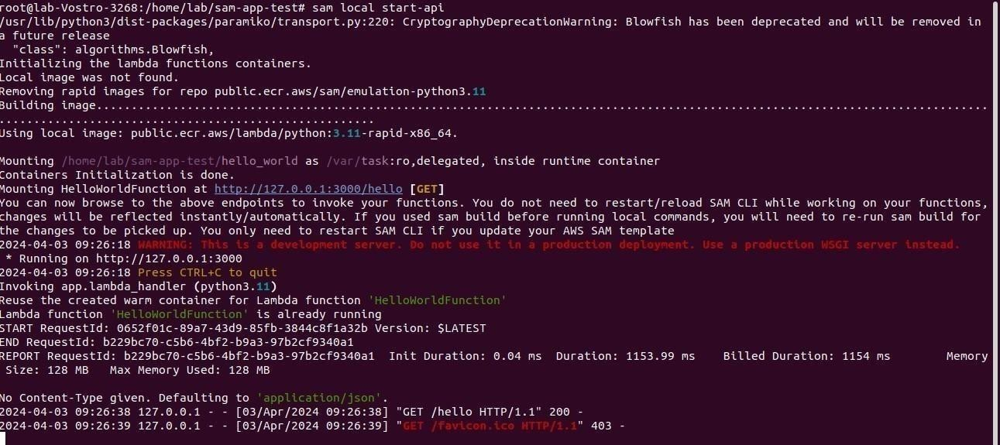 root@lab-Vostro-3268:/home/lab/sam-app-test# sam local start-api
/usr/lib/python3/dist-packages/paramiko/transport.py:220: CryptographyDeprecationWarning: Blowfish has been deprecated and will be removed in
a future release
"class": algorithms.Blowfish,
Initializing the lambda functions containers.
Local image was not found.
Removing rapid images for repo public.ecr.aws/sam/emulation-python3.11
Building image................................................................................................................................
......................................................
Using local image: public.ecr.aws/lambda/python:3.11-rapid-x86_64.
Mounting /home/lab/sam-app-test/hello_world as /var/task:ro,delegated, inside runtime container
Containers Initialization is done.
Mounting HelloWorldFunction at http://127.0.0.1:3000/hello [GET]
You can now browse to the above endpoints to invoke your functions. You do not need to restart/reload SAM CLI while working on your functions,
changes will be reflected instantly/automatically. If you used sam build before running local commands, you will need to re-run sam build for
the changes to be picked up. You only need to restart SAM CLI if you update your AWS SAM template
2024-04-03 09:26:18 WARNING: This is a development server. Do not use it in a production deployment. Use a production WSGI server instead.
* Running on http://127.0.0.1:3000
2024-04-03 09:26:18 Press CTRL+C to quit
Invoking app.lambda_handler (python3.11)
Reuse the created warm container for Lambda function 'HelloWorldFunction'
Lambda function 'HelloWorldFunction' is already running
START RequestId: 0652f01c-89a7-43d9-85fb-3844c8f1a32b Version: $LATEST
END RequestId: b229bc70-c5b6-4bf2-b9a3-97b2cf9340a1
REPORT RequestId: b229bc70-c5b6-4bf2-b9a3-97b2cf9340a1 Init Duration: 0.04 ms Duration: 1153.99 ms Billed Duration: 1154 ms Memory
Size: 128 MB Max Memory Used: 128 MB
No Content-Type given. Defaulting to 'application/json'.
2024-04-03 09:26:38 127.0.0.1 - - [03/Apr/2024 09:26:38] "GET /hello HTTP/1.1" 200 -
2024-04-03 09:26:39 127.0.0.1 - - [03/Apr/2024 09:26:39] "GET /favicon.ico HTTP/1.1" 403 -